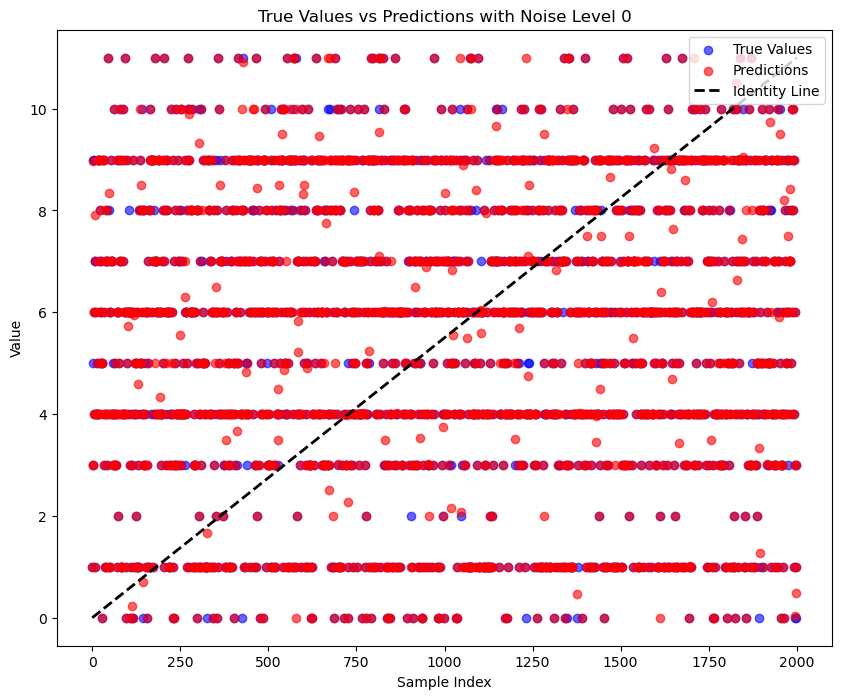 True Values vs Predictions with Noise Level 0
True Values
Predictions
Identity Line
Value
10
8
6
4
2
0
0
250
500
750
1000
1250
1500
1750
2000
Sample Index